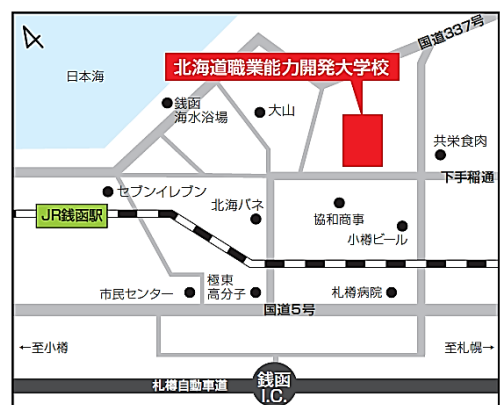 国道337号
日本海
北海道職業能力開発大学校
銭函
海水浴場
大山
共栄食肉
下手稲通
セブンイレブン
JR銭函駅
北海バネ
協和商事
小樽ビール
市民センター
極東
高分子
札樽病院
国道5号
←至小樽
至札幌→
札樽自動車道
銭函
I.C.